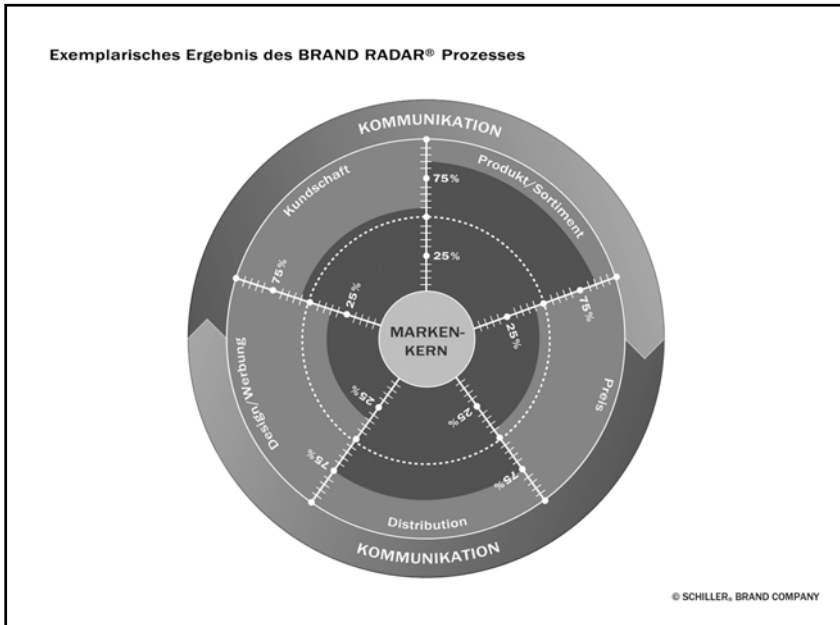 Exemplarisches Ergebnis des BRAND RADAR® Prozesses
KOMMUNIKATION
Kundschaft
Produkt/Sortiment
75%
25%
75%
25%
MARKEN-
KERN
25%
75%
Design/Werbung
Preis
25%
75%
25%
75%
Distribution
KOMMUNIKATION
© SCHILLER, BRAND COMPANY